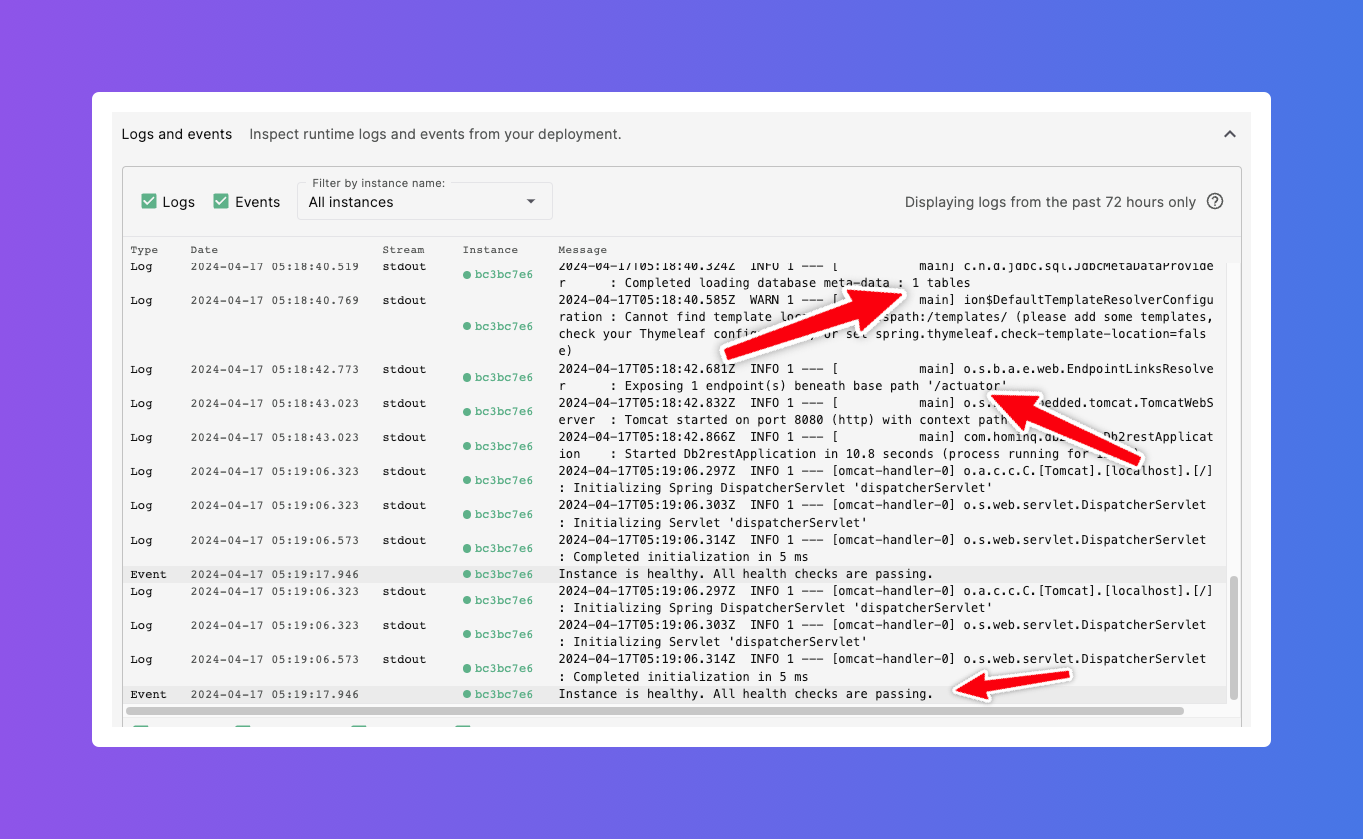 Logs and events Inspect runtime logs and events from your deployment.
Filter by instance name:
Logs Events All instances Displaying logs from the past 72 hours only
Type Date Stream Instance Message
Log 2024-04-17 05:18:40.519 stdout bc3bc7e6 2024-04-17T05:18:40.324Z INFO 1 --- [ main] c.h.d.jdbc.sql.JdbcMetaDataProvide
r : Completed loading database meta-data : 1 tables
Log 2024-04-17 05:18:40.769 stdout bc3bc7e6 2024-04-17T05:18:40.585Z WARN 1 --- [ main] ion$DefaultTemplateResolverConfigu
ration : Cannot find template :/templates/ (please add some templates,
check your Thymeleaf or set spring.thymeleaf.check-template-location=fals
e)
Log 2024-04-17 05:18:42.773 stdout bc3bc7e6 2024-04-17T05:18:42.681Z INFO 1 --- [ main] o.s.b.a.e.web.EndpointLinksResolve
r : Exposing 1 endpoint(s) beneath base path '/actuator'
Log 2024-04-17 05:18:43.023 stdout bc3bc7e6 2024-04-17T05:18:42.832Z INFO 1 --- [ main] .tomcat.TomcatWebS
erver : Tomcat started on port 8080 (http) with context path
Log 2024-04-17 05:18:43.023 stdout bc3bc7e6 2024-04-17T05:18:42.866Z INFO 1 --- [ main] Db2restApplicat
ion : Started Db2restApplication in 10.8 seconds (process running for
Log 2024-04-17 05:19:06.323 stdout bc3bc7e6 2024-04-17T05:19:06.297Z INFO 1 --- [omcat-handler-0] o.a.c.c.C.[Tomcat].[localhost].[/]
: Initializing Spring DispatcherServlet 'dispatcherServlet'
Log 2024-04-17 05:19:06.323 stdout bc3bc7e6 2024-04-17T05:19:06.303Z INFO 1 --- [omcat-handler-0] o.s.web.servlet.DispatcherServlet
: Initializing Servlet 'dispatcherServlet'
Log 2024-04-17 05:19:06.573 stdout bc3bc7e6 2024-04-17T05:19:06.314Z INFO 1 --- [omcat-handler-0] o.s.web.servlet.DispatcherServlet
: Completed initialization in 5 ms
Event 2024-04-17 05:19:17.946 bc3bc7e6 Instance is healthy. All health checks are passing.
Log 2024-04-17 05:19:06.323 stdout bc3bc7e6 2024-04-17T05:19:06.297Z INFO 1 --- [omcat-handler-0] o.a.c.c.C.[Tomcat].[localhost].[/]
: Initializing Spring DispatcherServlet 'dispatcherServlet'
Log 2024-04-17 05:19:06.323 stdout bc3bc7e6 2024-04-17T05:19:06.303Z INFO 1 --- [omcat-handler-0] o.s.web.servlet.DispatcherServlet
: Initializing Servlet 'dispatcherServlet'
Log 2024-04-17 05:19:06.573 stdout bc3bc7e6 2024-04-17T05:19:06.314Z INFO 1 --- [omcat-handler-0] o.s.web.servlet.DispatcherServlet
: Completed initialization in 5 ms
Event 2024-04-17 05:19:17.946 bc3bc7e6 Instance is healthy. All health checks are passing.